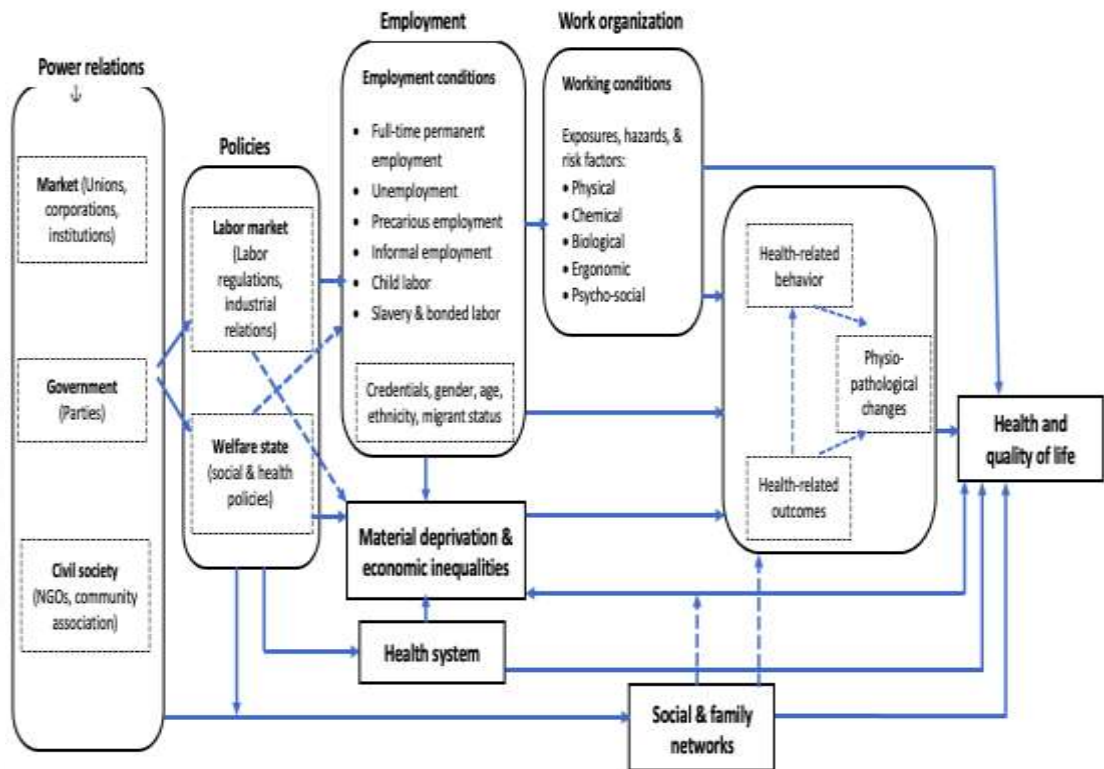 Power relations
Market (Unions,
corporations,
institutions)
Government
(Parties)
Civil society
(NGOs, community
association)
Policies
Labor market
(Labor
regulations,
industrial
relations)
Welfare state
(social & health
policies)
Employment
Employment conditions
• Full-time permanent
employment
• Unemployment
• Precarious employment
• Informal employment
• Child labor
• Slavery & bonded labor
Credentials, gender, age,
ethnicity, migrant status
Work organization
Working conditions
Exposures, hazards, &
risk factors:
• Physical
• Chemical
• Biological
• Ergonomic
• Psycho-social
Material deprivation &
economic inequalities
Health system
Social & family
networks
Health-related
behavior
Physio-
pathological
changes
Health-related
outcomes
Health and
quality of life